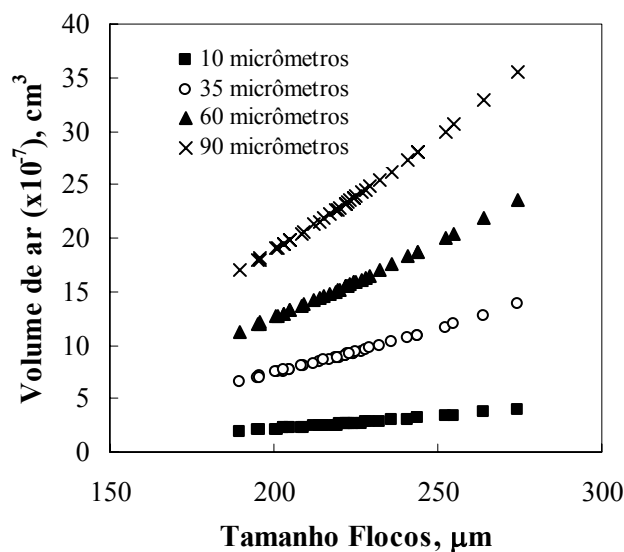 40
35
30
25
20
15
10
5
0
Volume de ar (x10⁻⁷), cm³
■ 10 micrômetros
○ 35 micrômetros
▲ 60 micrômetros
× 90 micrômetros
150 200 250 300
Tamanho Flocos, μm